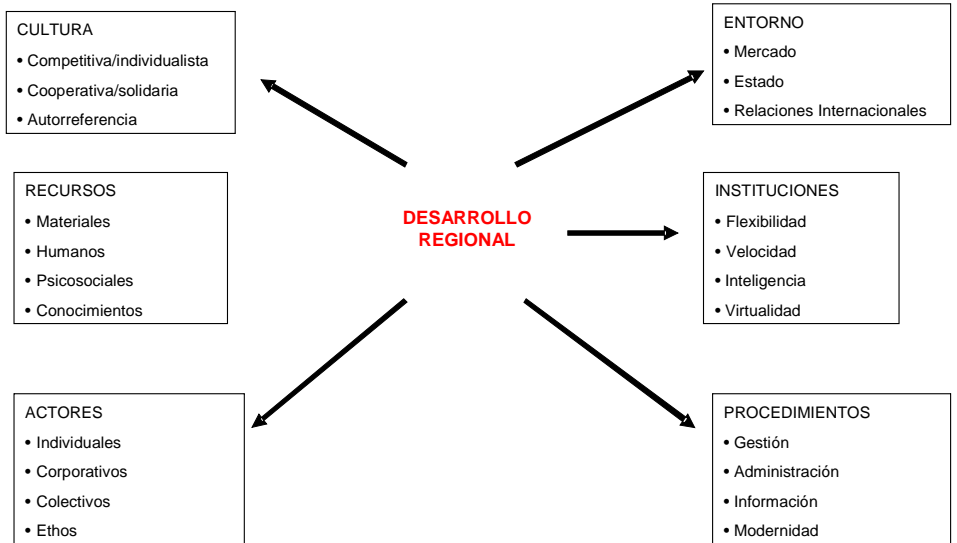 CULTURA
• Competitiva/individualista
• Cooperativa/solidaria
• Autorreferencia
ENTORNO
• Mercado
• Estado
• Relaciones Internacionales
RECURSOS
• Materiales
• Humanos
• Psicosociales
• Conocimientos
DESARROLLO
REGIONAL
INSTITUCIONES
• Flexibilidad
• Velocidad
• Inteligencia
• Virtualidad
ACTORES
• Individuales
• Corporativos
• Colectivos
• Ethos
PROCEDIMIENTOS
• Gestión
• Administración
• Información
• Modernidad